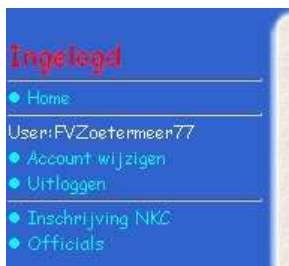 Ingelogd
Home
User:FVZoetermeer77
Account wijzigen
Uitloggen
Inschrijving NKC
Officials